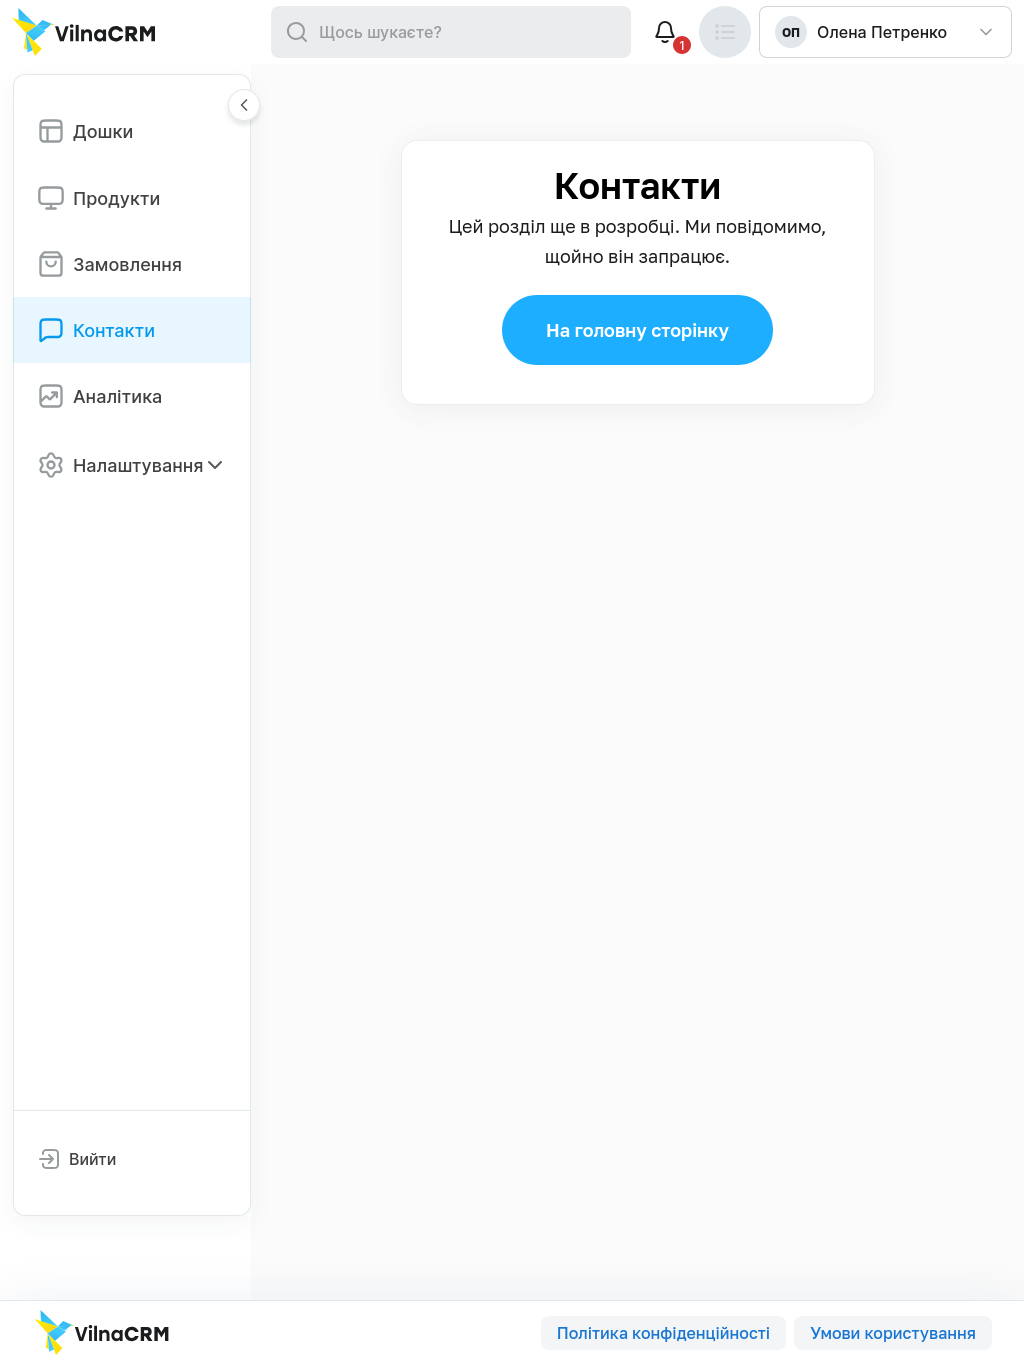 VilnaCRM
Щось шукаєте?
1
ОП
Олена Петренко
Дошки
Продукти
Замовлення
Контакти
Аналітика
Налаштування
Контакти
Цей розділ ще в розробці. Ми повідомимо,
щойно він запрацює.
На головну сторінку
Вийти
VilnaCRM
Політика конфіденційності
Умови користування